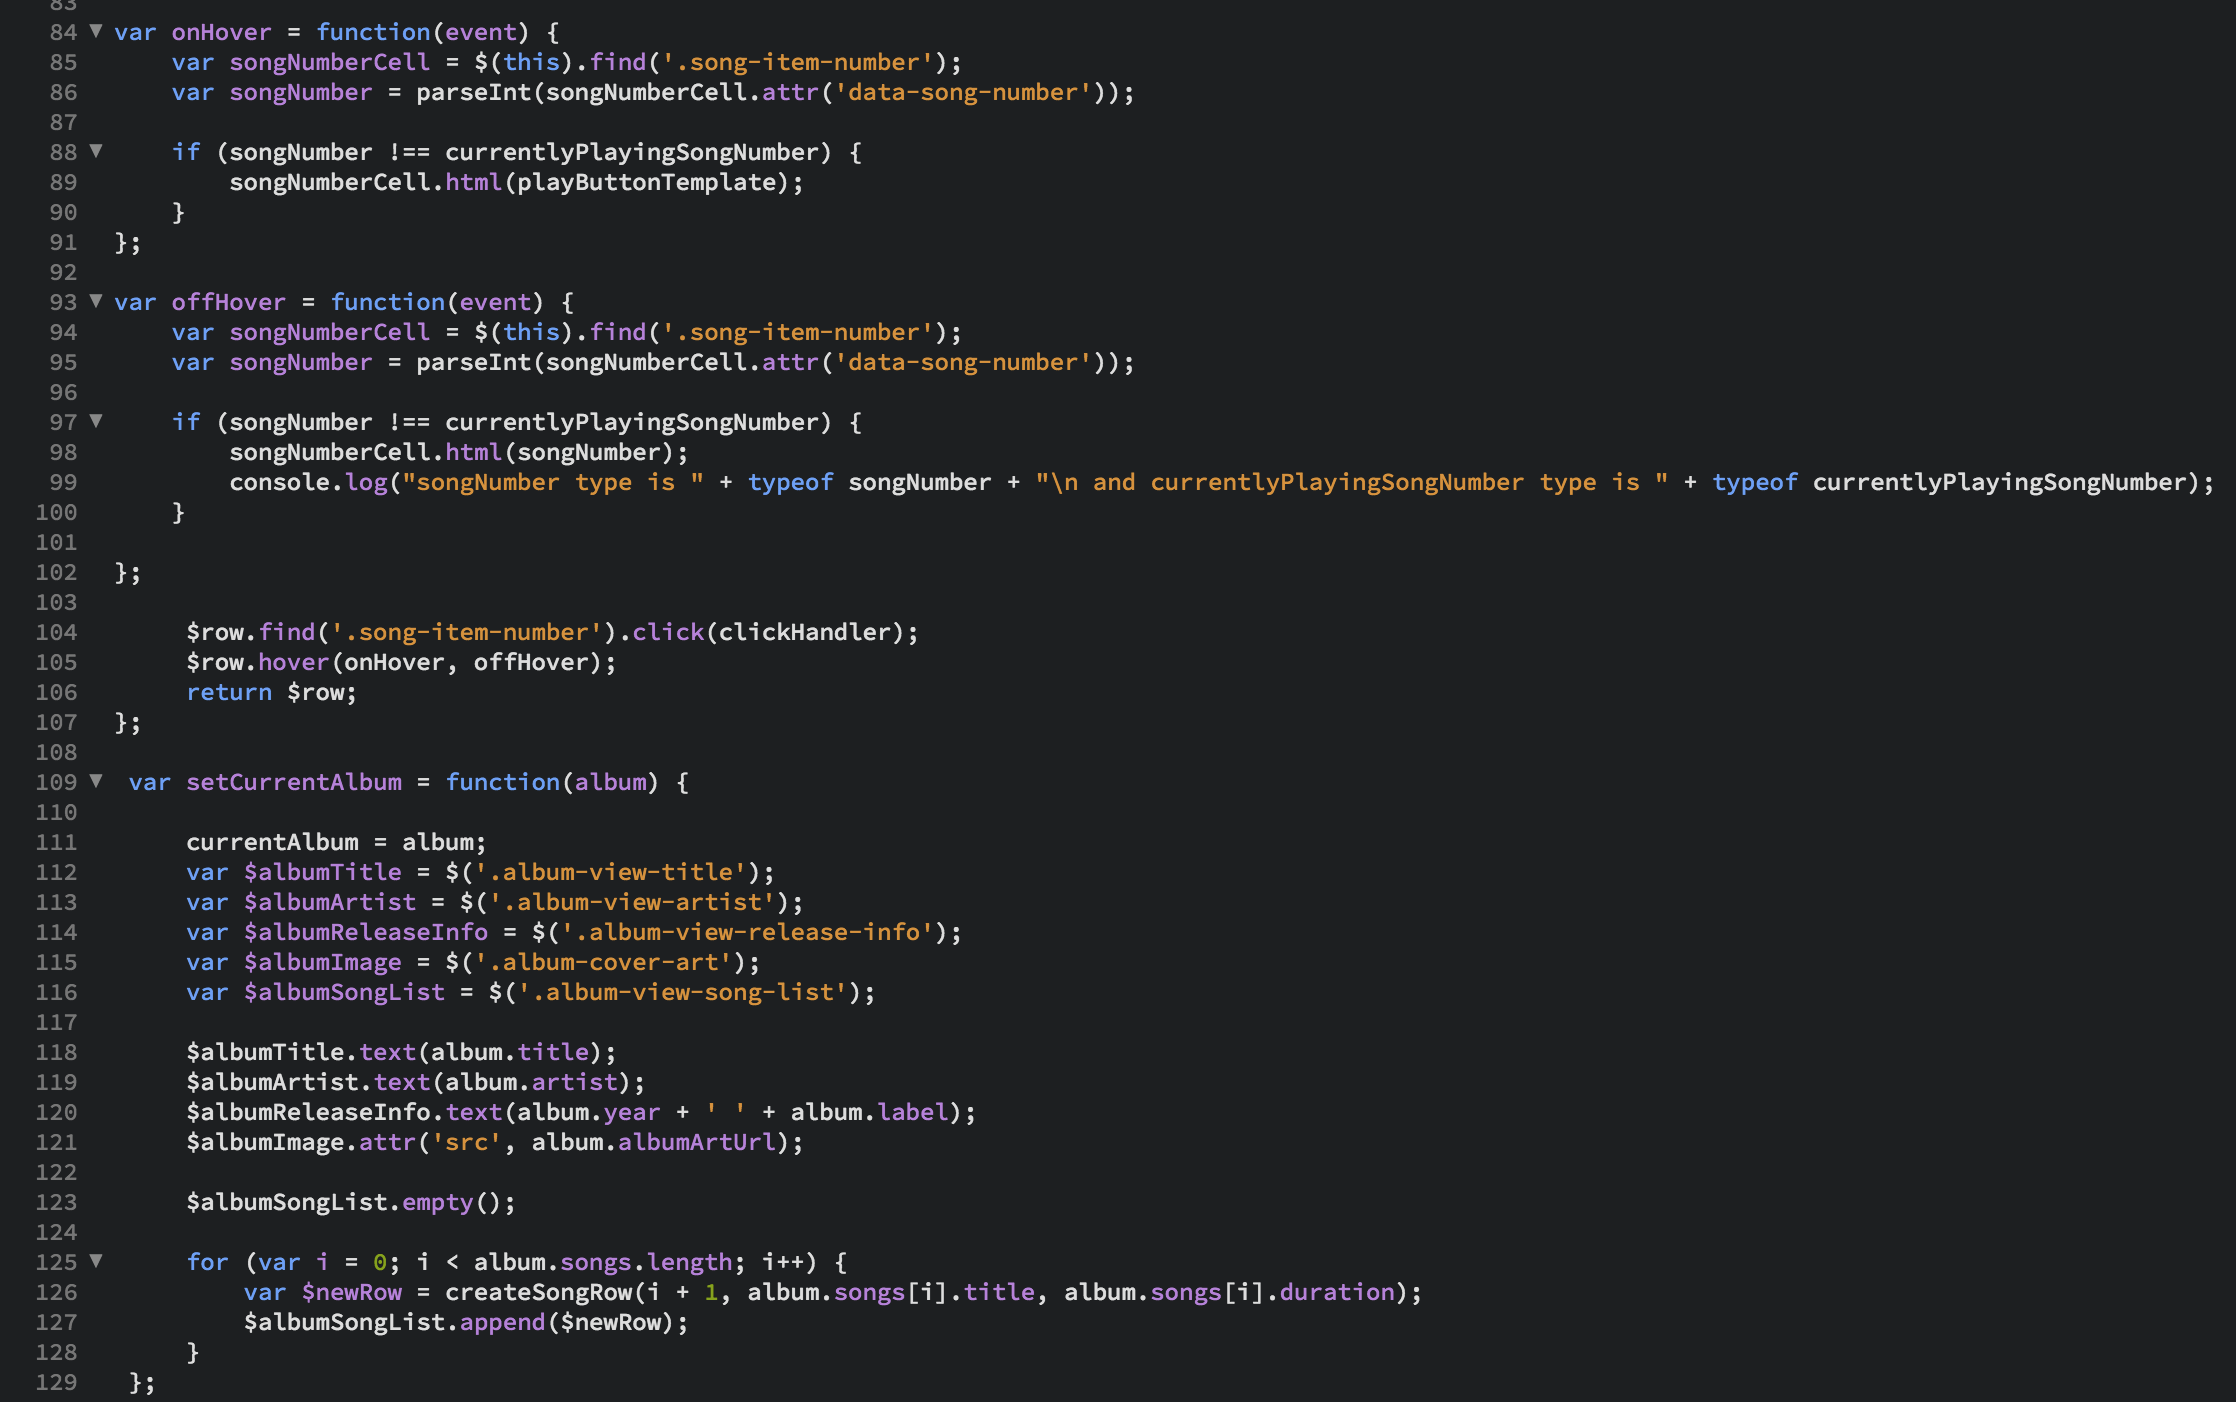 83
84 ▼ var onHover = function(event) {
85     var songNumberCell = $(this).find('.song-item-number');
86     var songNumber = parseInt(songNumberCell.attr('data-song-number'));
87
88 ▼     if (songNumber !== currentlyPlayingSongNumber) {
89         songNumberCell.html(playButtonTemplate);
90     }
91 };
92
93 ▼ var offHover = function(event) {
94     var songNumberCell = $(this).find('.song-item-number');
95     var songNumber = parseInt(songNumberCell.attr('data-song-number'));
96
97 ▼     if (songNumber !== currentlyPlayingSongNumber) {
98         songNumberCell.html(songNumber);
99         console.log("songNumber type is " + typeof songNumber + "\n and currentlyPlayingSongNumber type is " + typeof currentlyPlayingSongNumber);
100     }
101
102 };
103
104      $row.find('.song-item-number').click(clickHandler);
105      $row.hover(onHover, offHover);
106      return $row;
107 };
108
109 ▼  var setCurrentAlbum = function(album) {
110
111      currentAlbum = album;
112      var $albumTitle = $('.album-view-title');
113      var $albumArtist = $('.album-view-artist');
114      var $albumReleaseInfo = $('.album-view-release-info');
115      var $albumImage = $('.album-cover-art');
116      var $albumSongList = $('.album-view-song-list');
117
118      $albumTitle.text(album.title);
119      $albumArtist.text(album.artist);
120      $albumReleaseInfo.text(album.year + ' ' + album.label);
121      $albumImage.attr('src', album.albumArtUrl);
122
123      $albumSongList.empty();
124
125 ▼      for (var i = 0; i < album.songs.length; i++) {
126          var $newRow = createSongRow(i + 1, album.songs[i].title, album.songs[i].duration);
127          $albumSongList.append($newRow);
128      }
129  };